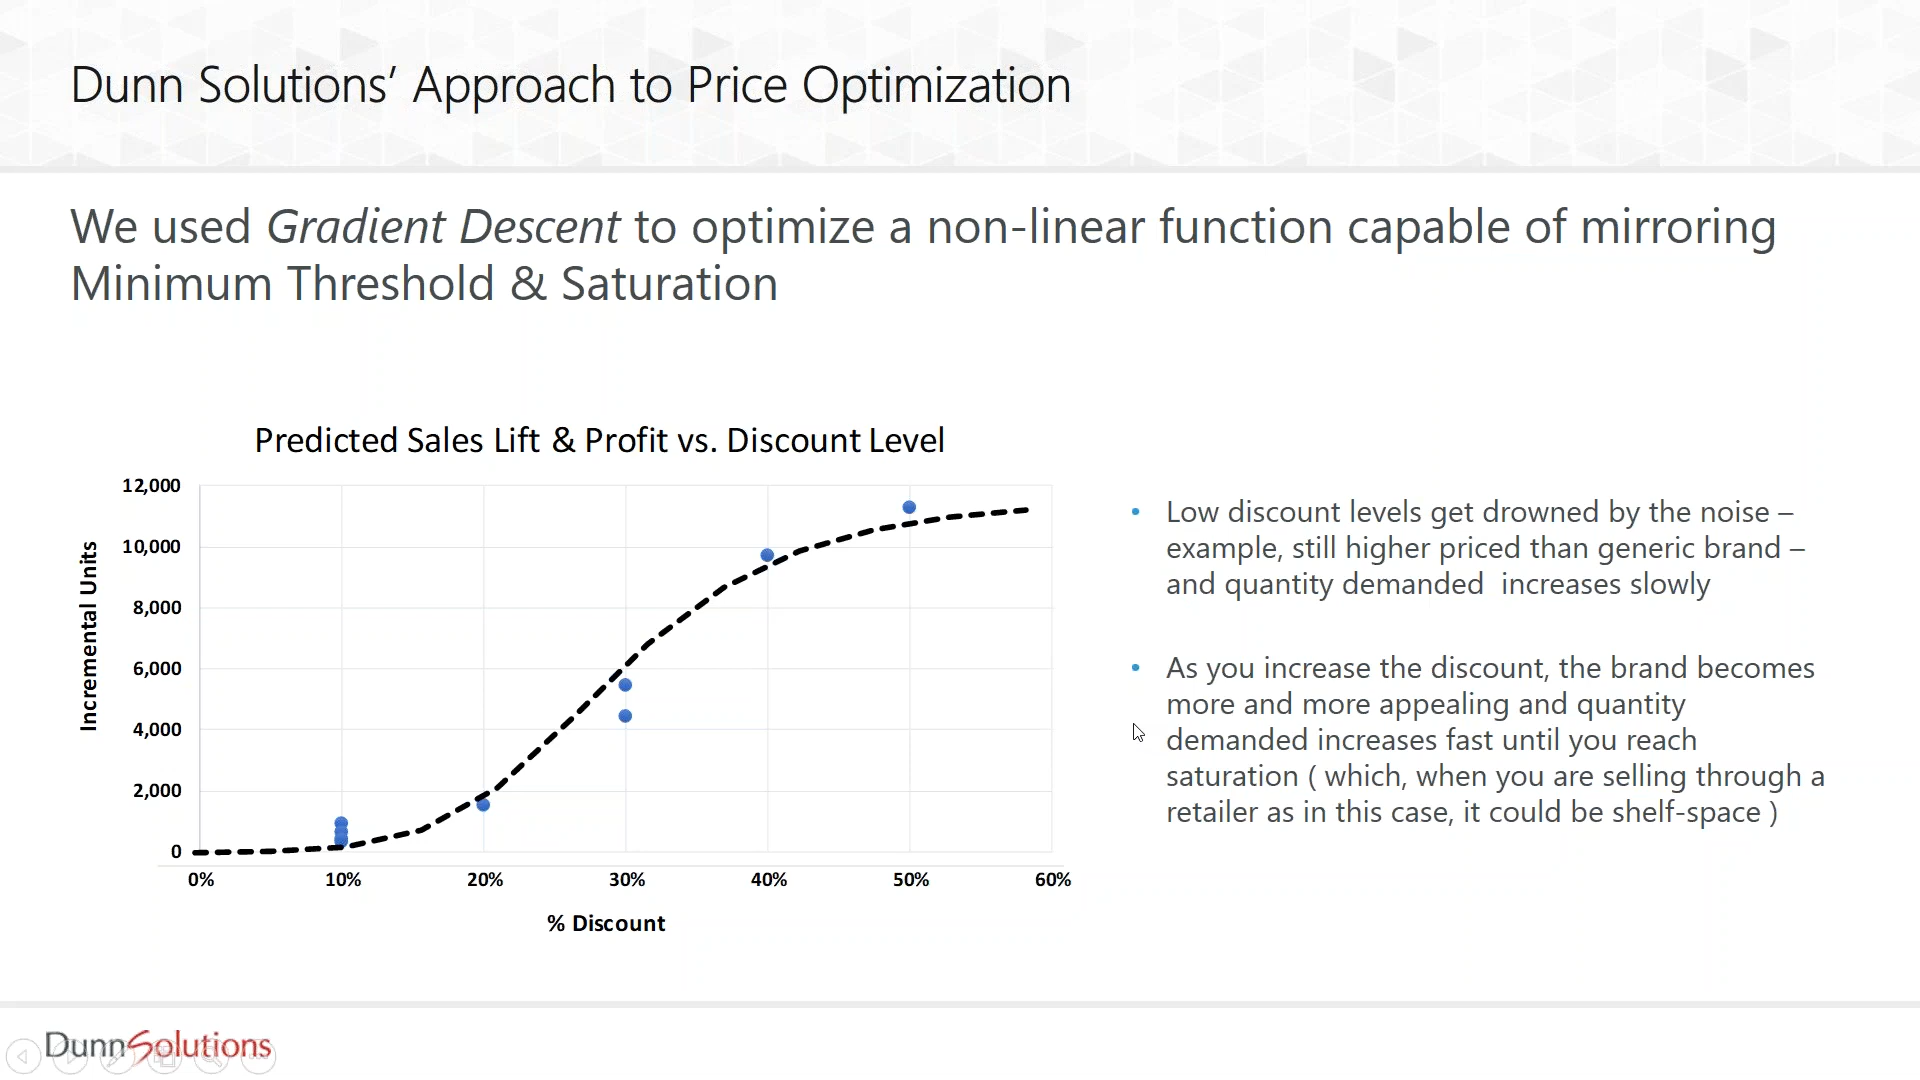 Dunn Solutions’ Approach to Price Optimization
We used Gradient Descent to optimize a non-linear function capable of mirroring
Minimum Threshold & Saturation
Predicted Sales Lift & Profit vs. Discount Level
12,000
10,000
8,000
6,000
4,000
2,000
0
Incremental Units
0% 10% 20% 30% 40% 50% 60%
% Discount
• Low discount levels get drowned by the noise –
example, still higher priced than generic brand –
and quantity demanded  increases slowly
• As you increase the discount, the brand becomes
more and more appealing and quantity
demanded increases fast until you reach
saturation ( which, when you are selling through a
retailer as in this case, it could be shelf-space )
DunnSolutions